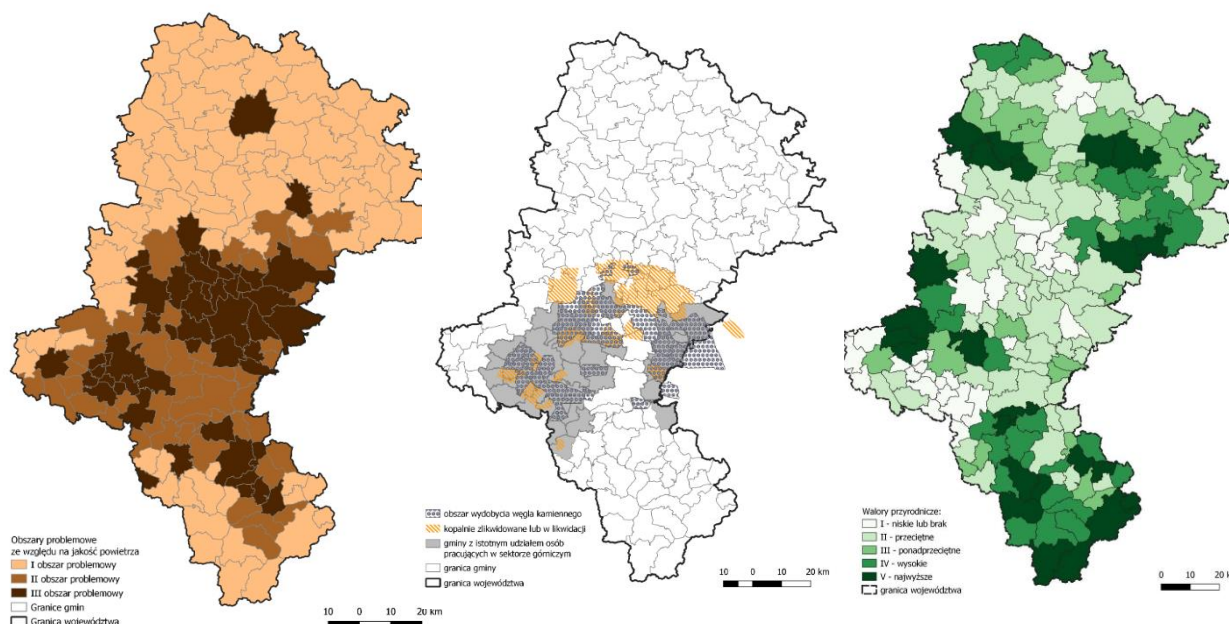 Obszary problemowe
ze względu na jakość powietrza
I obszar problemowy
II obszar problemowy
III obszar problemowy
Granice gmin
Granica województwa
10 0 10 20 km
obszar wydobycia węgla kamiennego
kopalnie zlikwidowane lub w likwidacji
gminy z istotnym udziałem osób
pracujących w sektorze górniczym
granica gminy
granica województwa
10 0 10 20 km
Walory przyrodnicze:
I - niskie lub brak
II - przeciętne
III - ponadprzeciętne
IV - wysokie
V - najwyższe
granica województwa
0 10 20 km